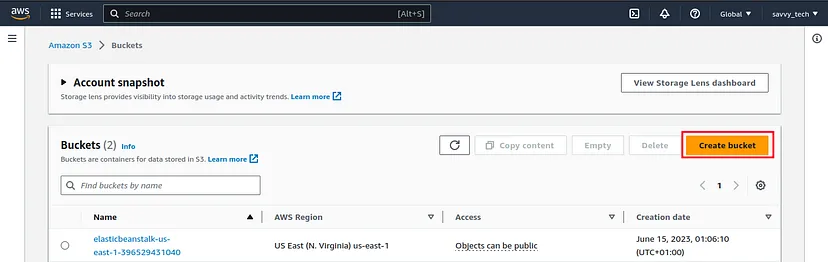 aws Services Search [Alt+S] Global savvy_tech
Amazon S3 > Buckets
Account snapshot View Storage Lens dashboard
Storage lens provides visibility into storage usage and activity trends. Learn more
Buckets (2) Info Copy content Empty Delete Create bucket
Buckets are containers for data stored in S3. Learn more
Find buckets by name 1
Name AWS Region Access Creation date
elasticbeanstalk-us- US East (N. Virginia) us-east-1 Objects can be public June 15, 2023, 01:06:10
east-1-396529431040 (UTC+01:00)